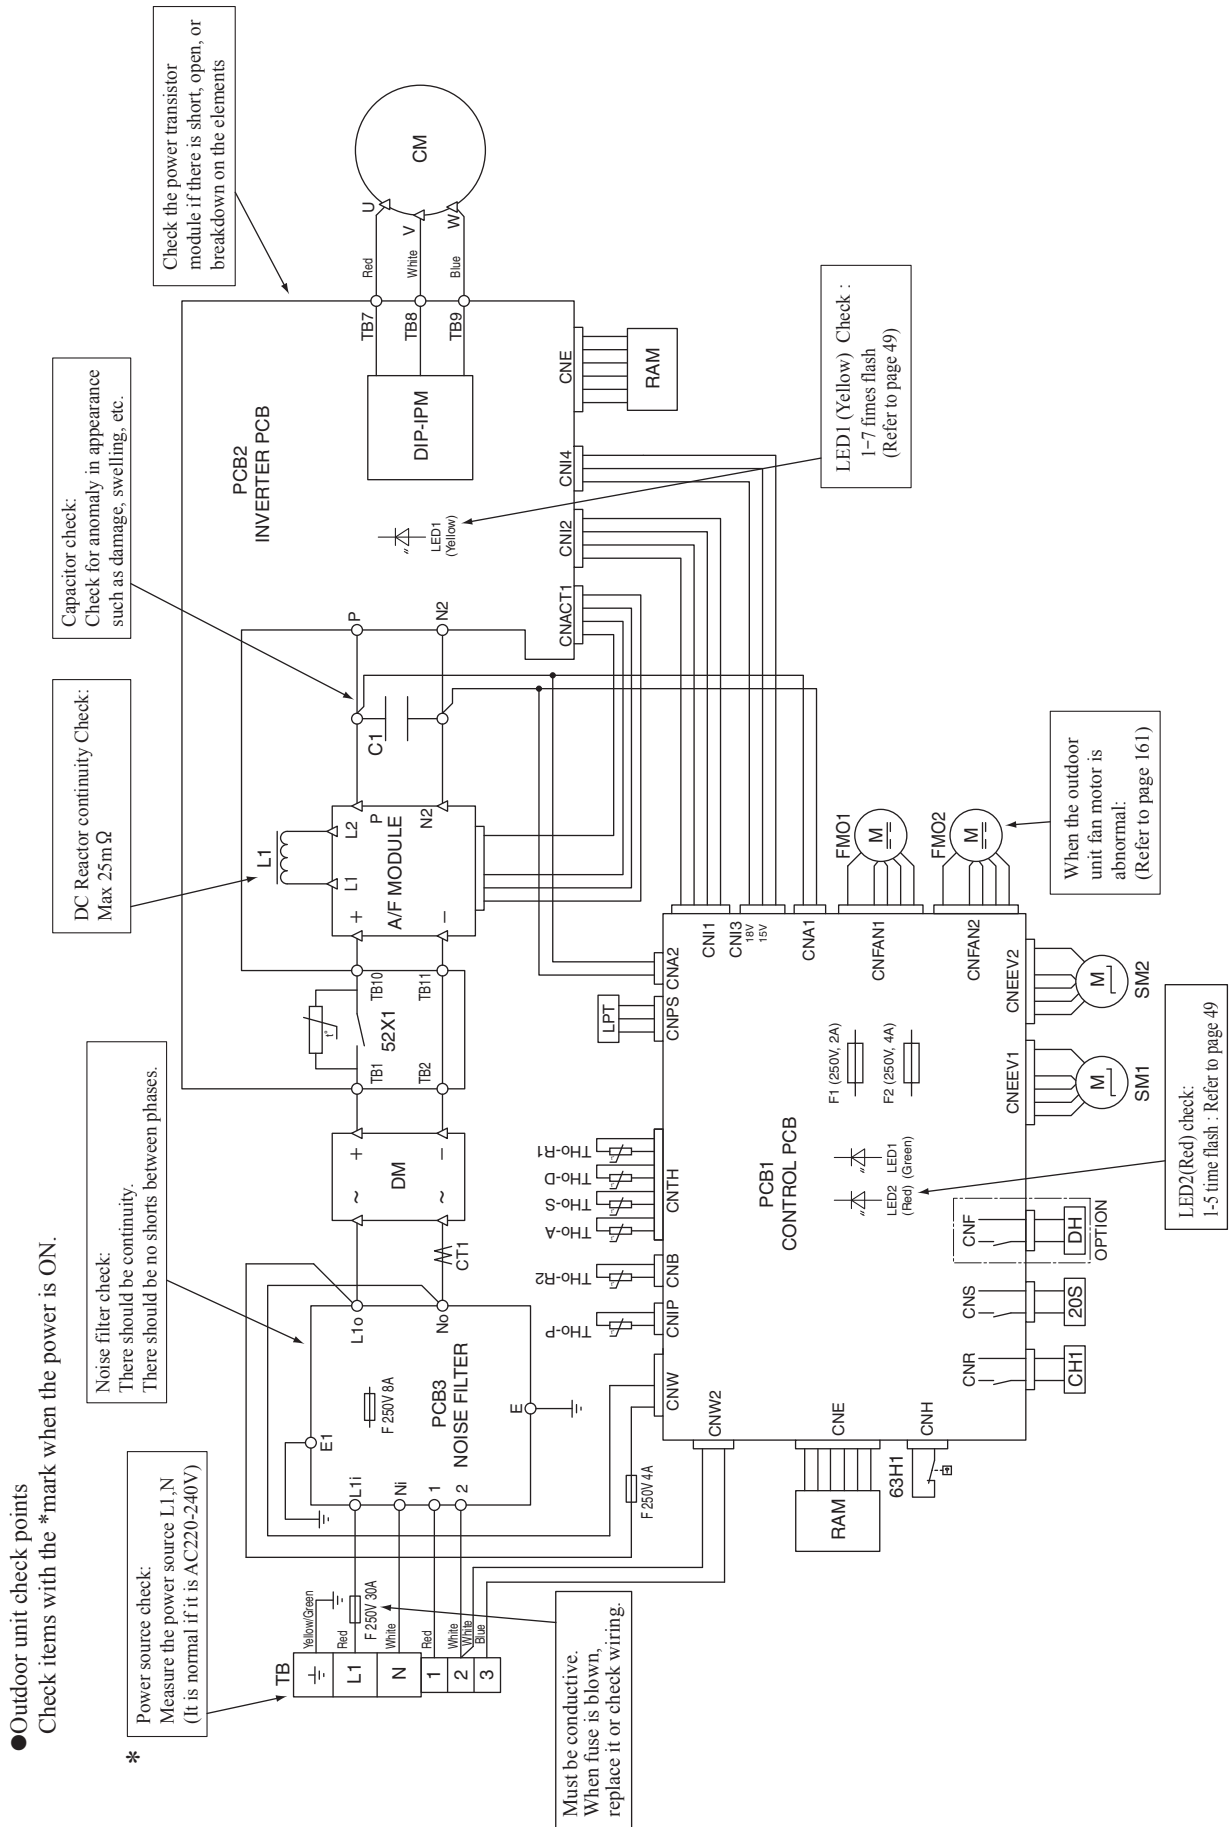 ●Outdoor unit check points
Check items with the *mark when the power is ON.
*
Power source check:
Measure the power source L1,N
(It is normal if it is AC220-240V)
Noise filter check:
There should be continuity.
There should be no shorts between phases.
DC Reactor continuity Check:
Max 25m Ω
Capacitor check:
Check for anomaly in appearance
such as damage, swelling, etc.
Check the power transistor
module if there is short, open, or
breakdown on the elements
TB
L1
N
1
2
3
Yellow/Green
Red
F 250V 30A
White
Red
White
White
Blue
Must be conductive.
When fuse is blown,
replace it or check wiring.
E1
L1i
Ni
1
2
F 250V 8A
PCB3
NOISE FILTER
L1o
No
E
CT1
F 250V 4A
~
+
DM
~
−
TB1
TB2
52X1
t°
TB10
TB11
L1
L1
L2
+
P
A/F MODULE
−
N2
C1
P
N2
PCB2
INVERTER PCB
LED1
(Yellow)
DIP-IPM
TB7
TB8
TB9
Red
White
Blue
U
V
W
CM
CNACT1
CNI2
CNI4
CNE
RAM
LED1 (Yellow) Check :
1-7 fimes flash
(Refer to page 49)
CNW2
CNW
CNIP
THo-P
CNB
THo-R2
CNTH
THo-A
THo-S
THo-D
THo-R1
LPT
CNPS
CNA2
PCB1
CONTROL PCB
LED2
(Red)
LED1
(Green)
F1 (250V, 2A)
F2 (250V, 4A)
CNI1
CNI3
18V
15V
CNA1
CNFAN1
CNFAN2
FMO1
M
FMO2
M
When the outdoor
unit fan motor is
abnormal:
(Refer to page 161)
CNE
RAM
CNH
63H1
P
CNR
CH1
CNS
20S
CNF
DH
OPTION
CNEEV1
M
SM1
CNEEV2
M
SM2
LED2(Red) check:
1-5 time flash : Refer to page 49